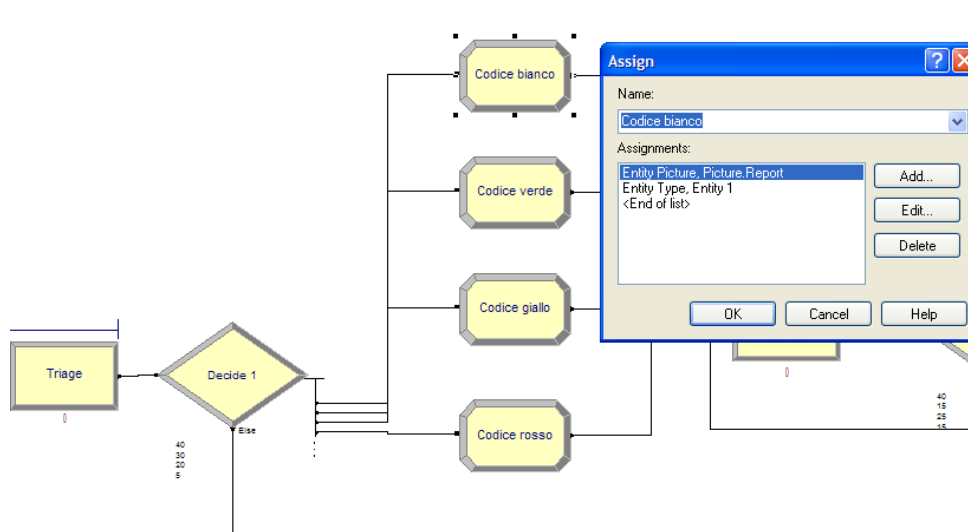 Codice bianco
Codice verde
Codice giallo
Codice rosso
Triage
0
Decide 1
Else
40
30
20
5
Assign
Name:
Codice bianco
Assignments:
Entity Picture, Picture.Report
Entity Type, Entity 1
<End of list>
Add...
Edit...
Delete
OK
Cancel
Help
0
40
15
25
15